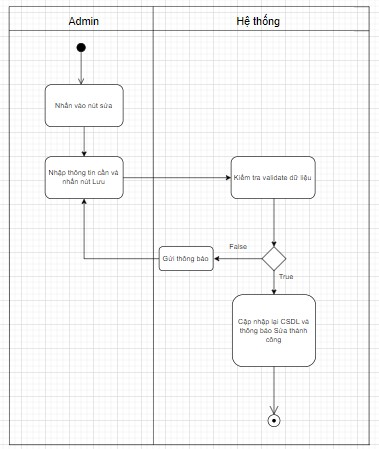 Admin
Hệ thống
Nhấn vào nút sửa
Nhập thông tin cần và
nhấn nút Lưu
Kiểm tra validate dữ liệu
False
Gửi thông báo
True
Cập nhập lại CSDL và
thông báo Sửa thành
công